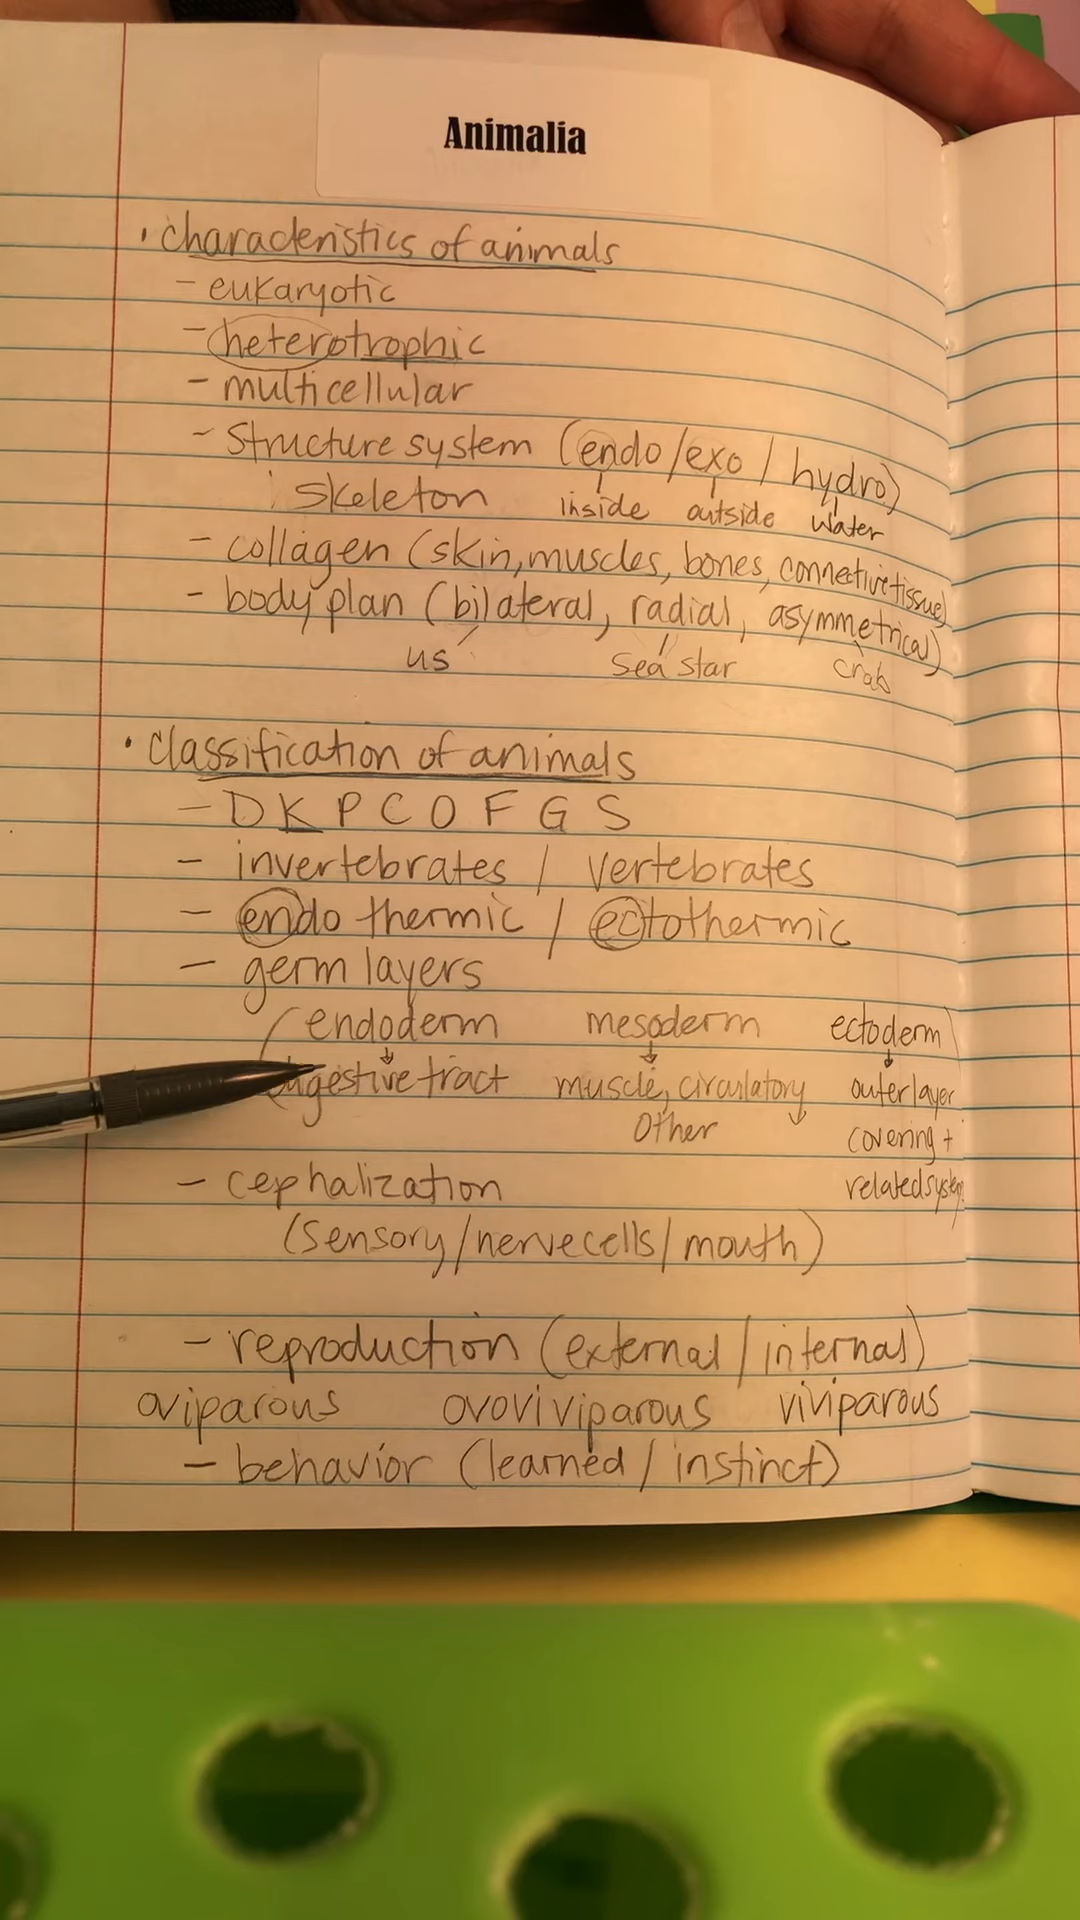 Animalia
• characteristics of animals
- eukaryotic
- heterotrophic
- multicellular
- structure system (endo/exo / hydro)
skeleton inside outside water
- collagen (skin, muscles, bones, connective tissue)
- body plan (bilateral, radial, asymmetrical)
us sea star crab
• classification of animals
- D K P C O F G S
- invertebrates / vertebrates
- endothermic / ectothermic
- germ layers
endoderm mesoderm ectoderm
digestive tract muscle, circulatory outer layer
other covering +
- cephalization related system
(sensory/nerve cells/mouth)
- reproduction (external / internal)
oviparous ovoviviparous viviparous
- behavior (learned / instinct)